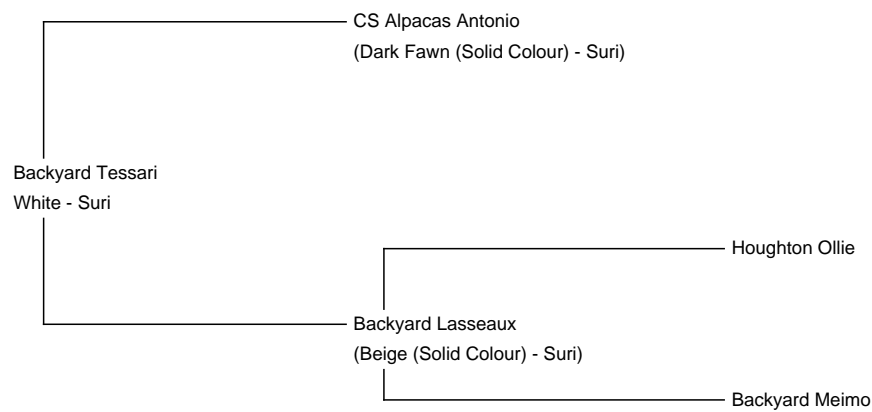 CS Alpacas Antonio
(Dark Fawn (Solid Colour) - Suri)
Backyard Tessari
White - Suri
Houghton Ollie
Backyard Lasseaux
(Beige (Solid Colour) - Suri)
Backyard Meimo